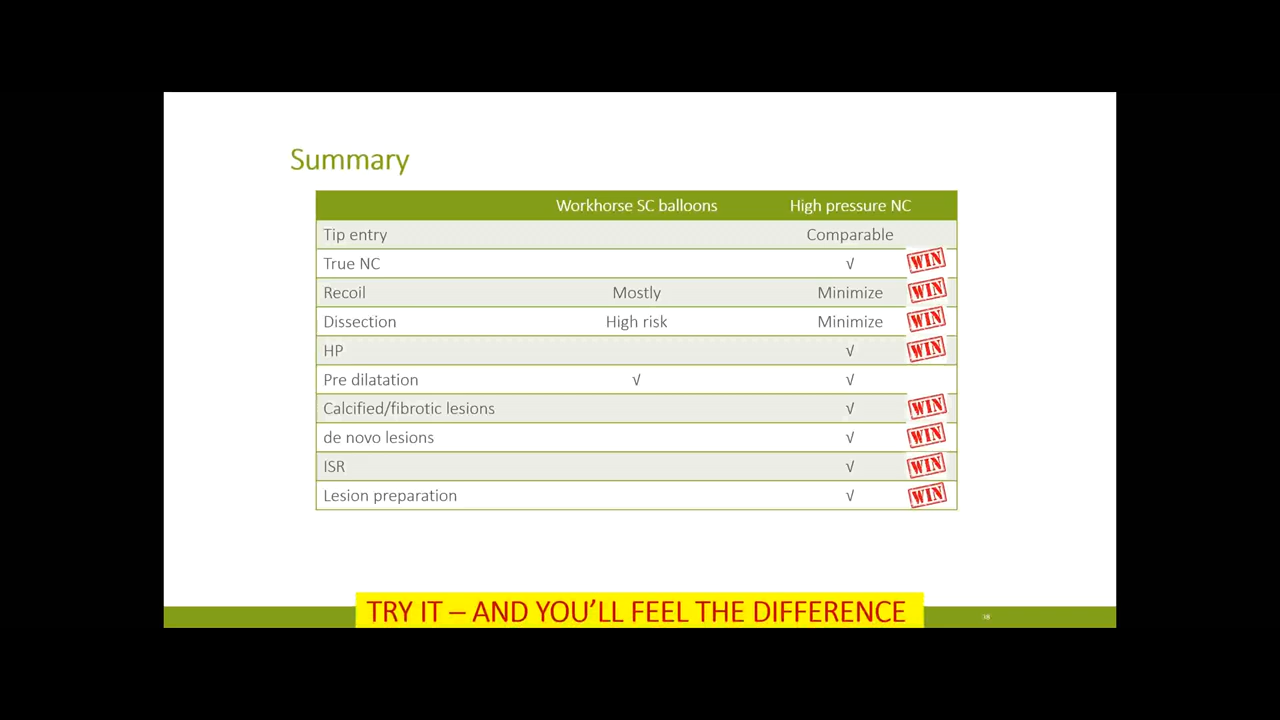 Summary
Workhorse SC balloons High pressure NC
Tip entry Comparable
True NC √ WIN
Recoil Mostly Minimize WIN
Dissection High risk Minimize WIN
HP √ WIN
Pre dilatation √ √
Calcified/fibrotic lesions √ WIN
de novo lesions √ WIN
ISR √ WIN
Lesion preparation √ WIN
TRY IT – AND YOU'LL FEEL THE DIFFERENCE
38